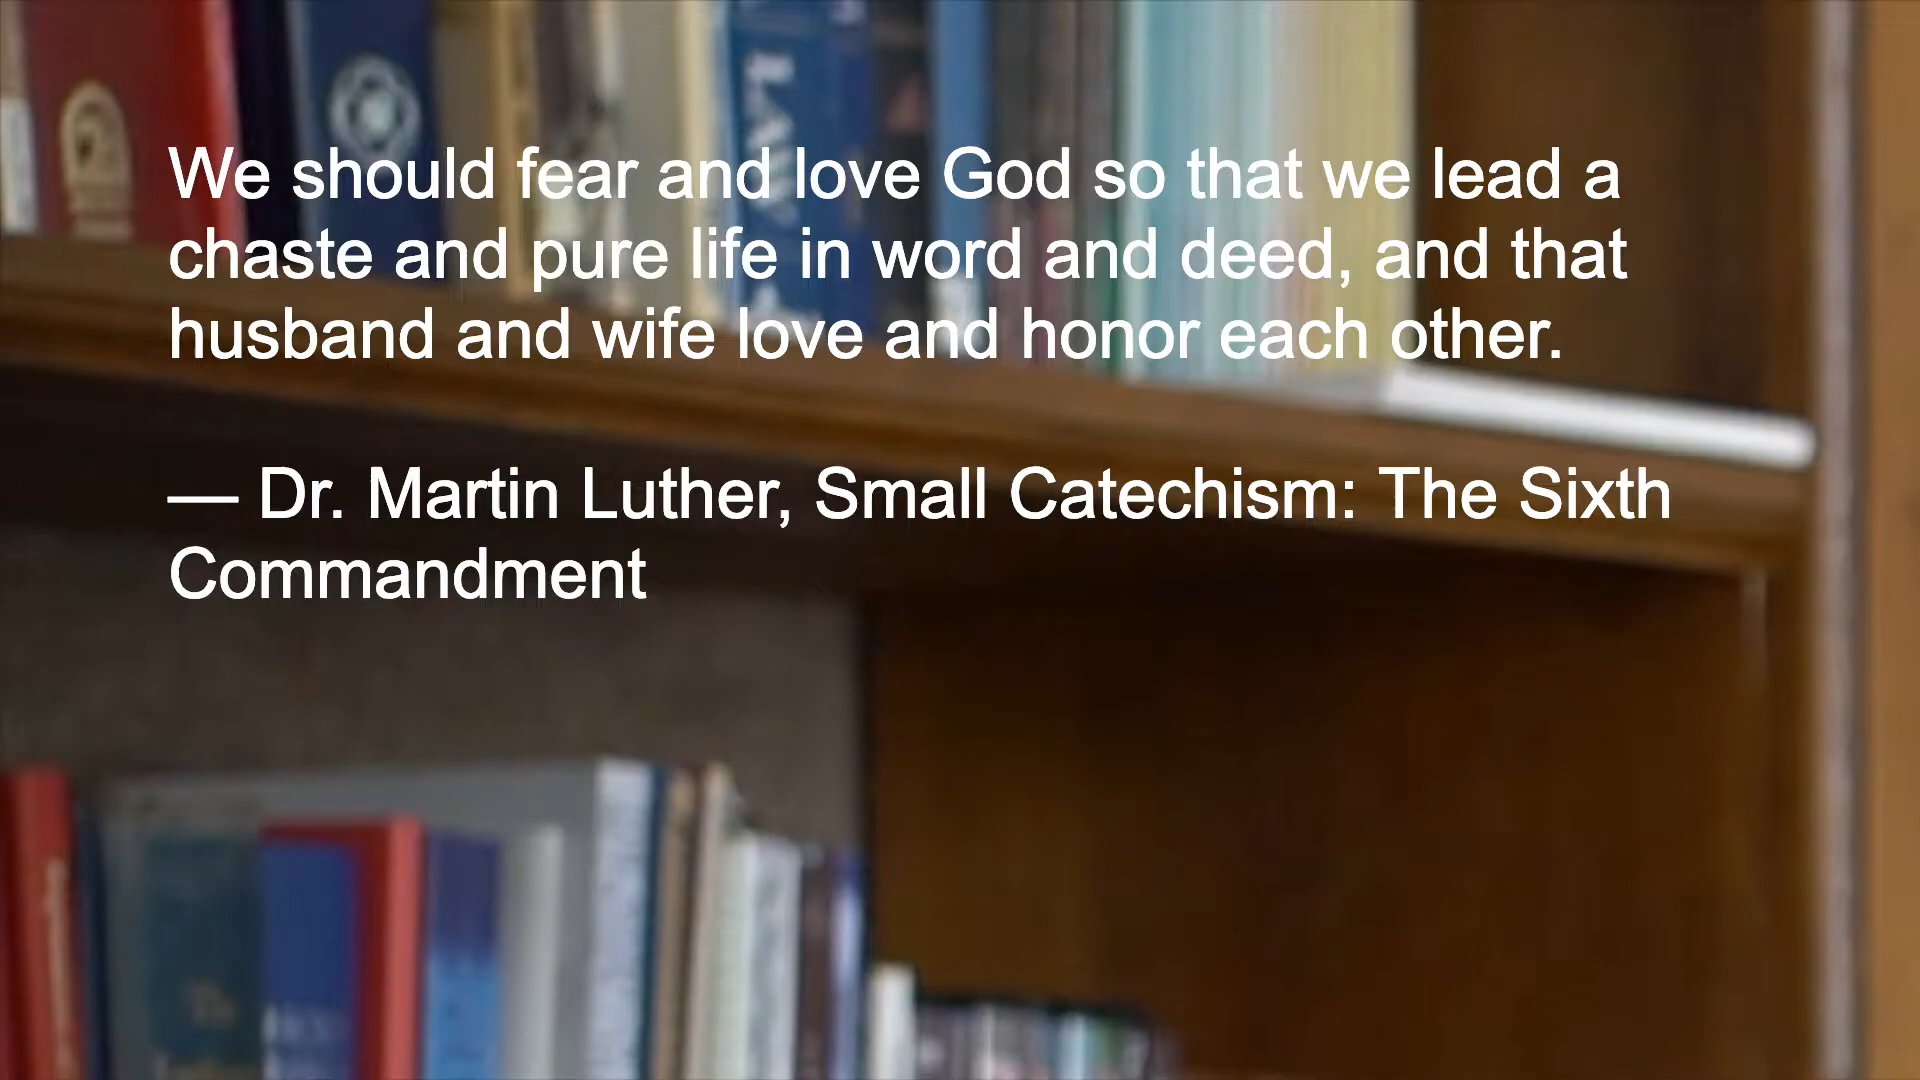 LAW
We should fear and love God so that we lead a
chaste and pure life in word and deed, and that
husband and wife love and honor each other.
— Dr. Martin Luther, Small Catechism: The Sixth
Commandment